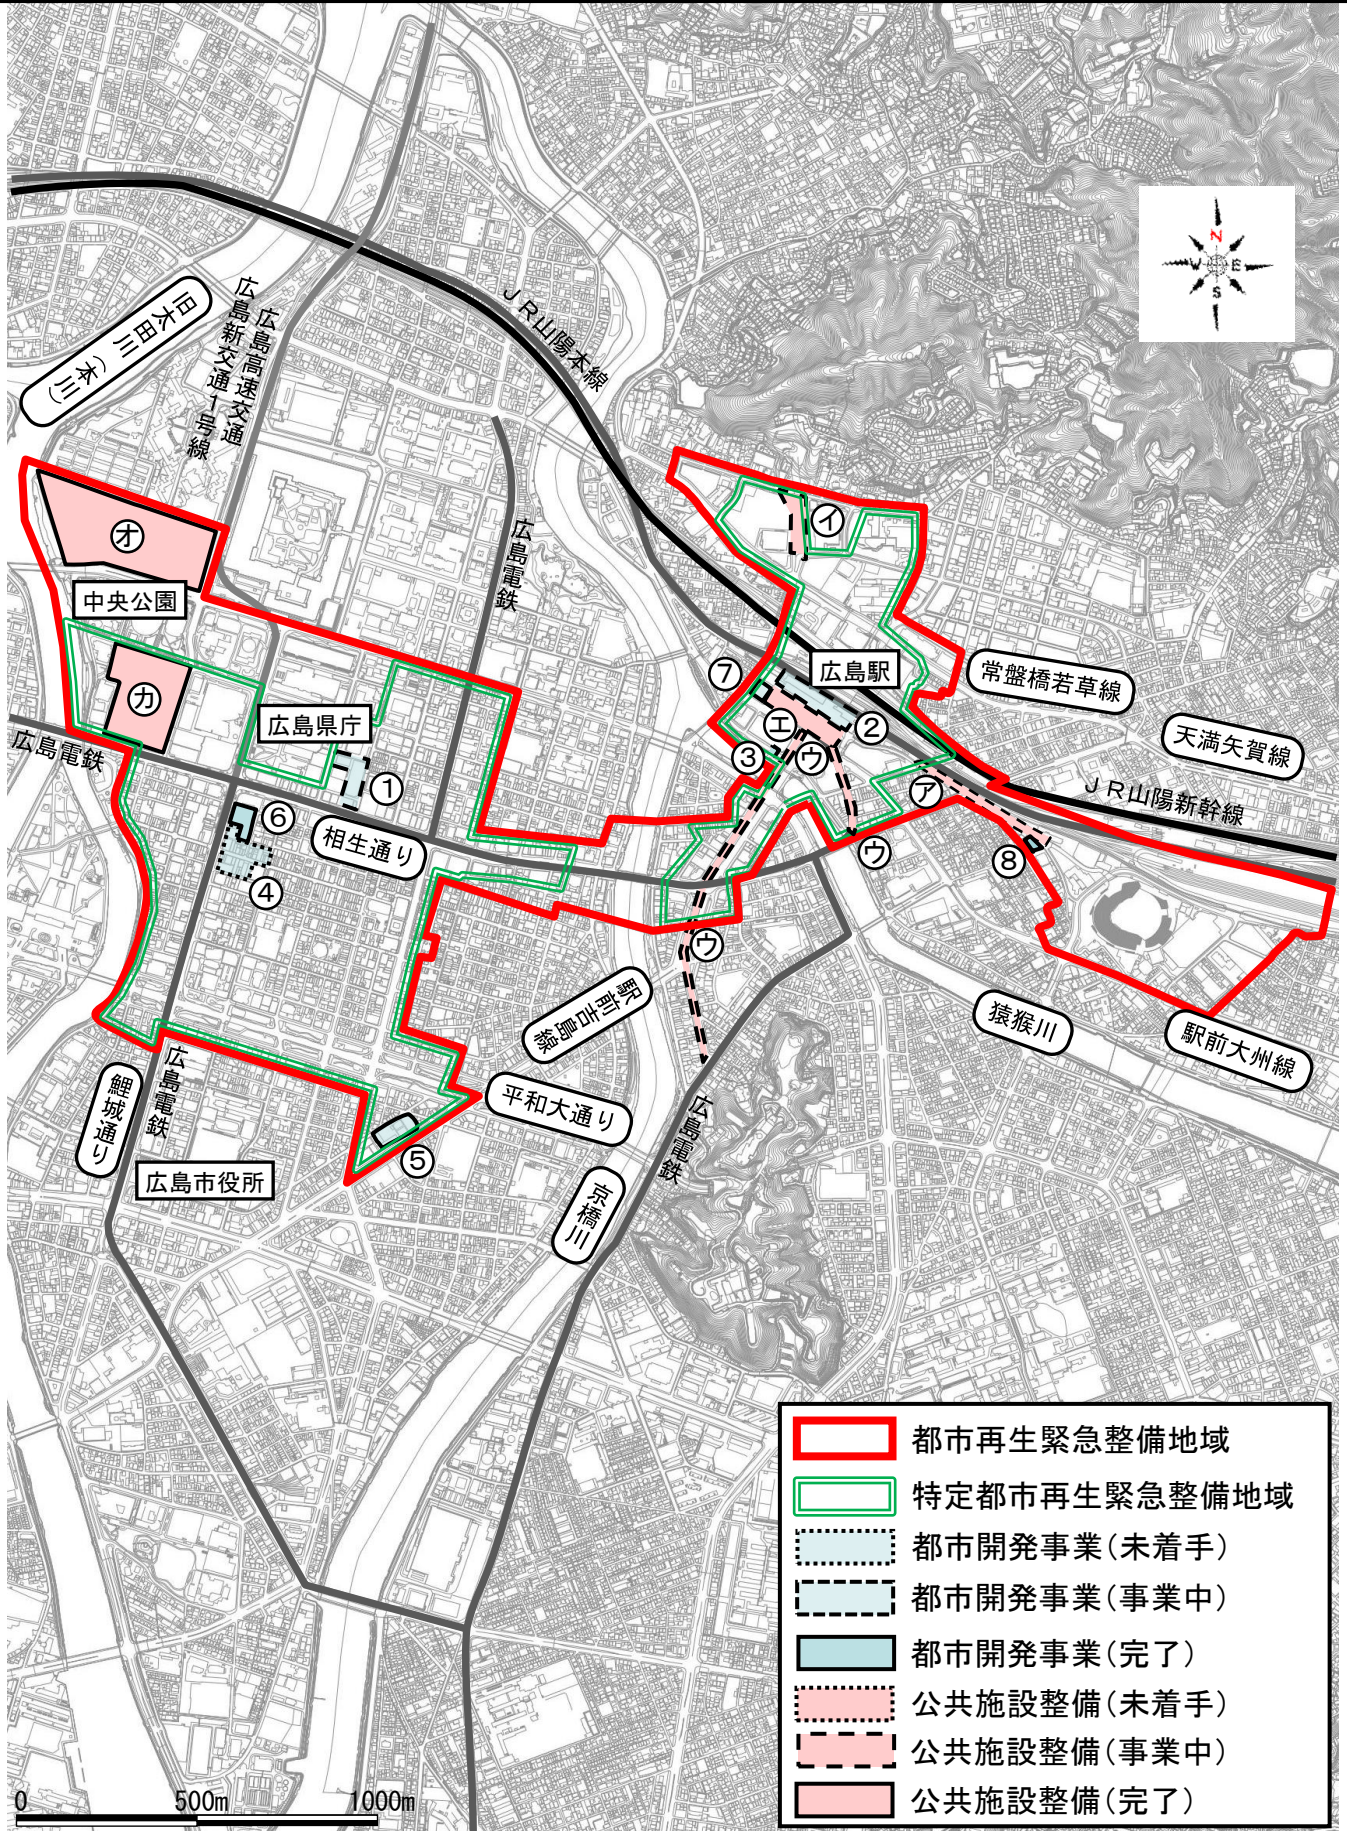 N
W
E
S
旧太田川(本川)
広島高速交通
広島新交通1号線
JR山陽本線
広島電鉄
オ
中央公園
カ
広島県庁
広島電鉄
①
⑥
④
相生通り
イ
広島駅
⑦
エ
②
③
ウ
ア
ウ
⑧
ウ
常盤橋若草線
天満矢賀線
JR山陽新幹線
猿猴川
駅前大州線
駅前吉島線
平和大通り
鯉城通り
広島電鉄
広島市役所
⑤
京橋川
広島電鉄
都市再生緊急整備地域
特定都市再生緊急整備地域
都市開発事業(未着手)
都市開発事業(事業中)
都市開発事業(完了)
公共施設整備(未着手)
公共施設整備(事業中)
公共施設整備(完了)
0 500m 1000m